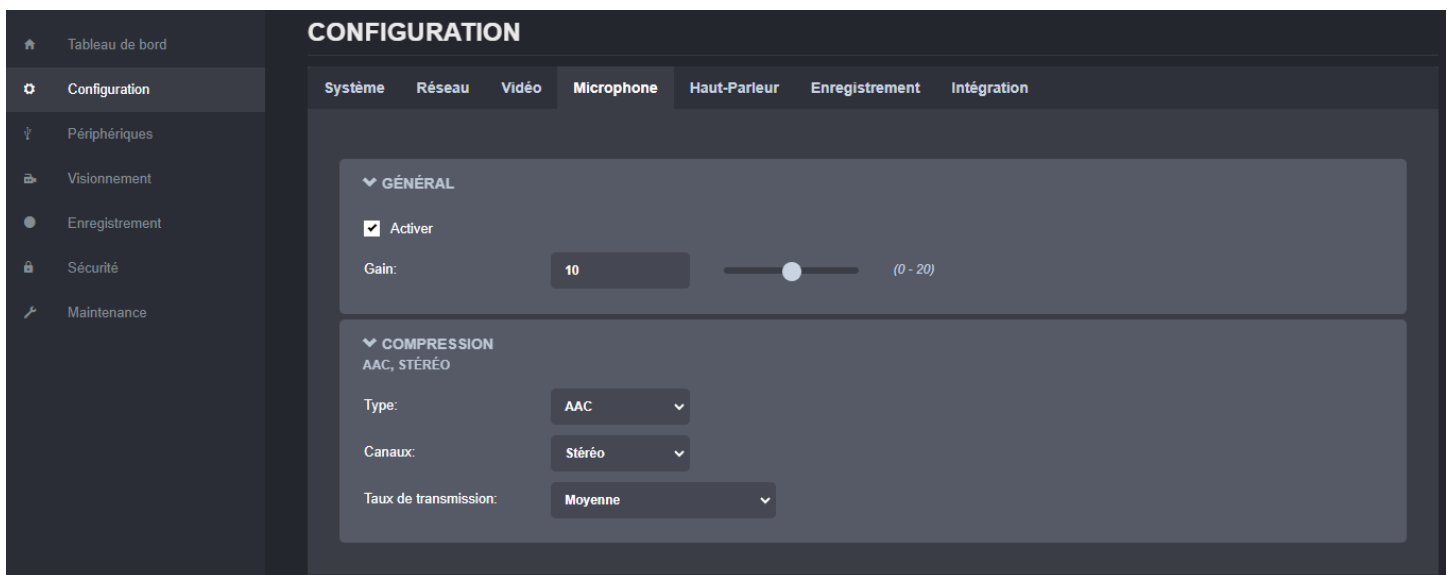 Tableau de bord
Configuration
Périphériques
Visionnement
Enregistrement
Sécurité
Maintenance
CONFIGURATION
Système Réseau Vidéo Microphone Haut-Parleur Enregistrement Intégration
GÉNÉRAL
Activer
Gain: 10 (0 - 20)
COMPRESSION
AAC, STÉRÉO
Type: AAC
Canaux: Stéréo
Taux de transmission: Moyenne